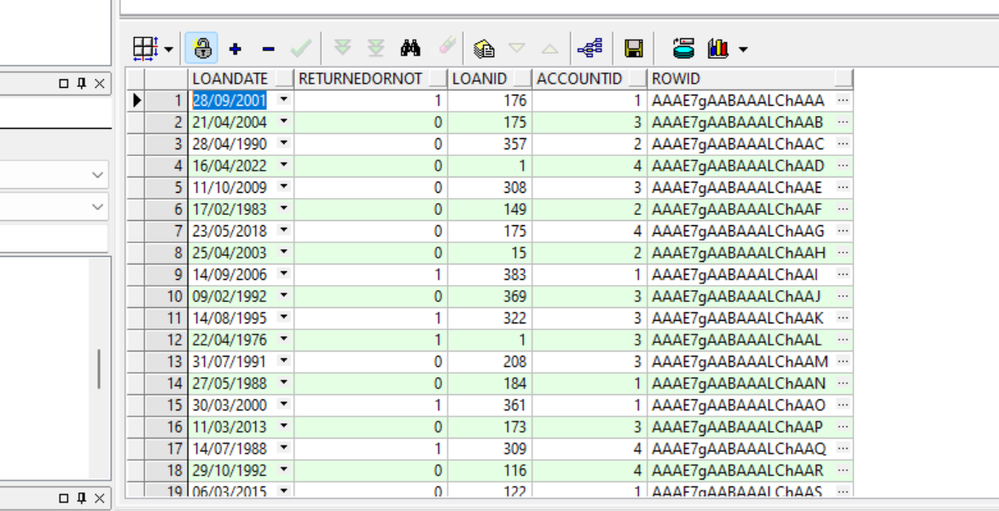 LOANDATE RETURNEDORNOT LOANID ACCOUNTID ROWID
1 28/09/2001 1 176 1 AAAE7gAABAAALChAAA ...
2 21/04/2004 0 175 3 AAAE7gAABAAALChAAB ...
3 28/04/1990 0 357 2 AAAE7gAABAAALChAAC ...
4 16/04/2022 0 1 4 AAAE7gAABAAALChAAD ...
5 11/10/2009 0 308 3 AAAE7gAABAAALChAAE ...
6 17/02/1983 0 149 2 AAAE7gAABAAALChAAF ...
7 23/05/2018 0 175 4 AAAE7gAABAAALChAAG ...
8 25/04/2003 0 15 2 AAAE7gAABAAALChAAH ...
9 14/09/2006 1 383 1 AAAE7gAABAAALChAAI ...
10 09/02/1992 0 369 3 AAAE7gAABAAALChAAJ ...
11 14/08/1995 1 322 3 AAAE7gAABAAALChAAK ...
12 22/04/1976 1 1 3 AAAE7gAABAAALChAAL ...
13 31/07/1991 0 208 3 AAAE7gAABAAALChAAM ...
14 27/05/1988 0 184 1 AAAE7gAABAAALChAAN ...
15 30/03/2000 1 361 1 AAAE7gAABAAALChAAO ...
16 11/03/2013 0 173 3 AAAE7gAABAAALChAAP ...
17 14/07/1988 1 309 4 AAAE7gAABAAALChAAQ ...
18 29/10/1992 0 116 4 AAAE7gAABAAALChAAR ...
19 06/03/2015 0 122 1 AAAE7gAABAAALChAAS ...